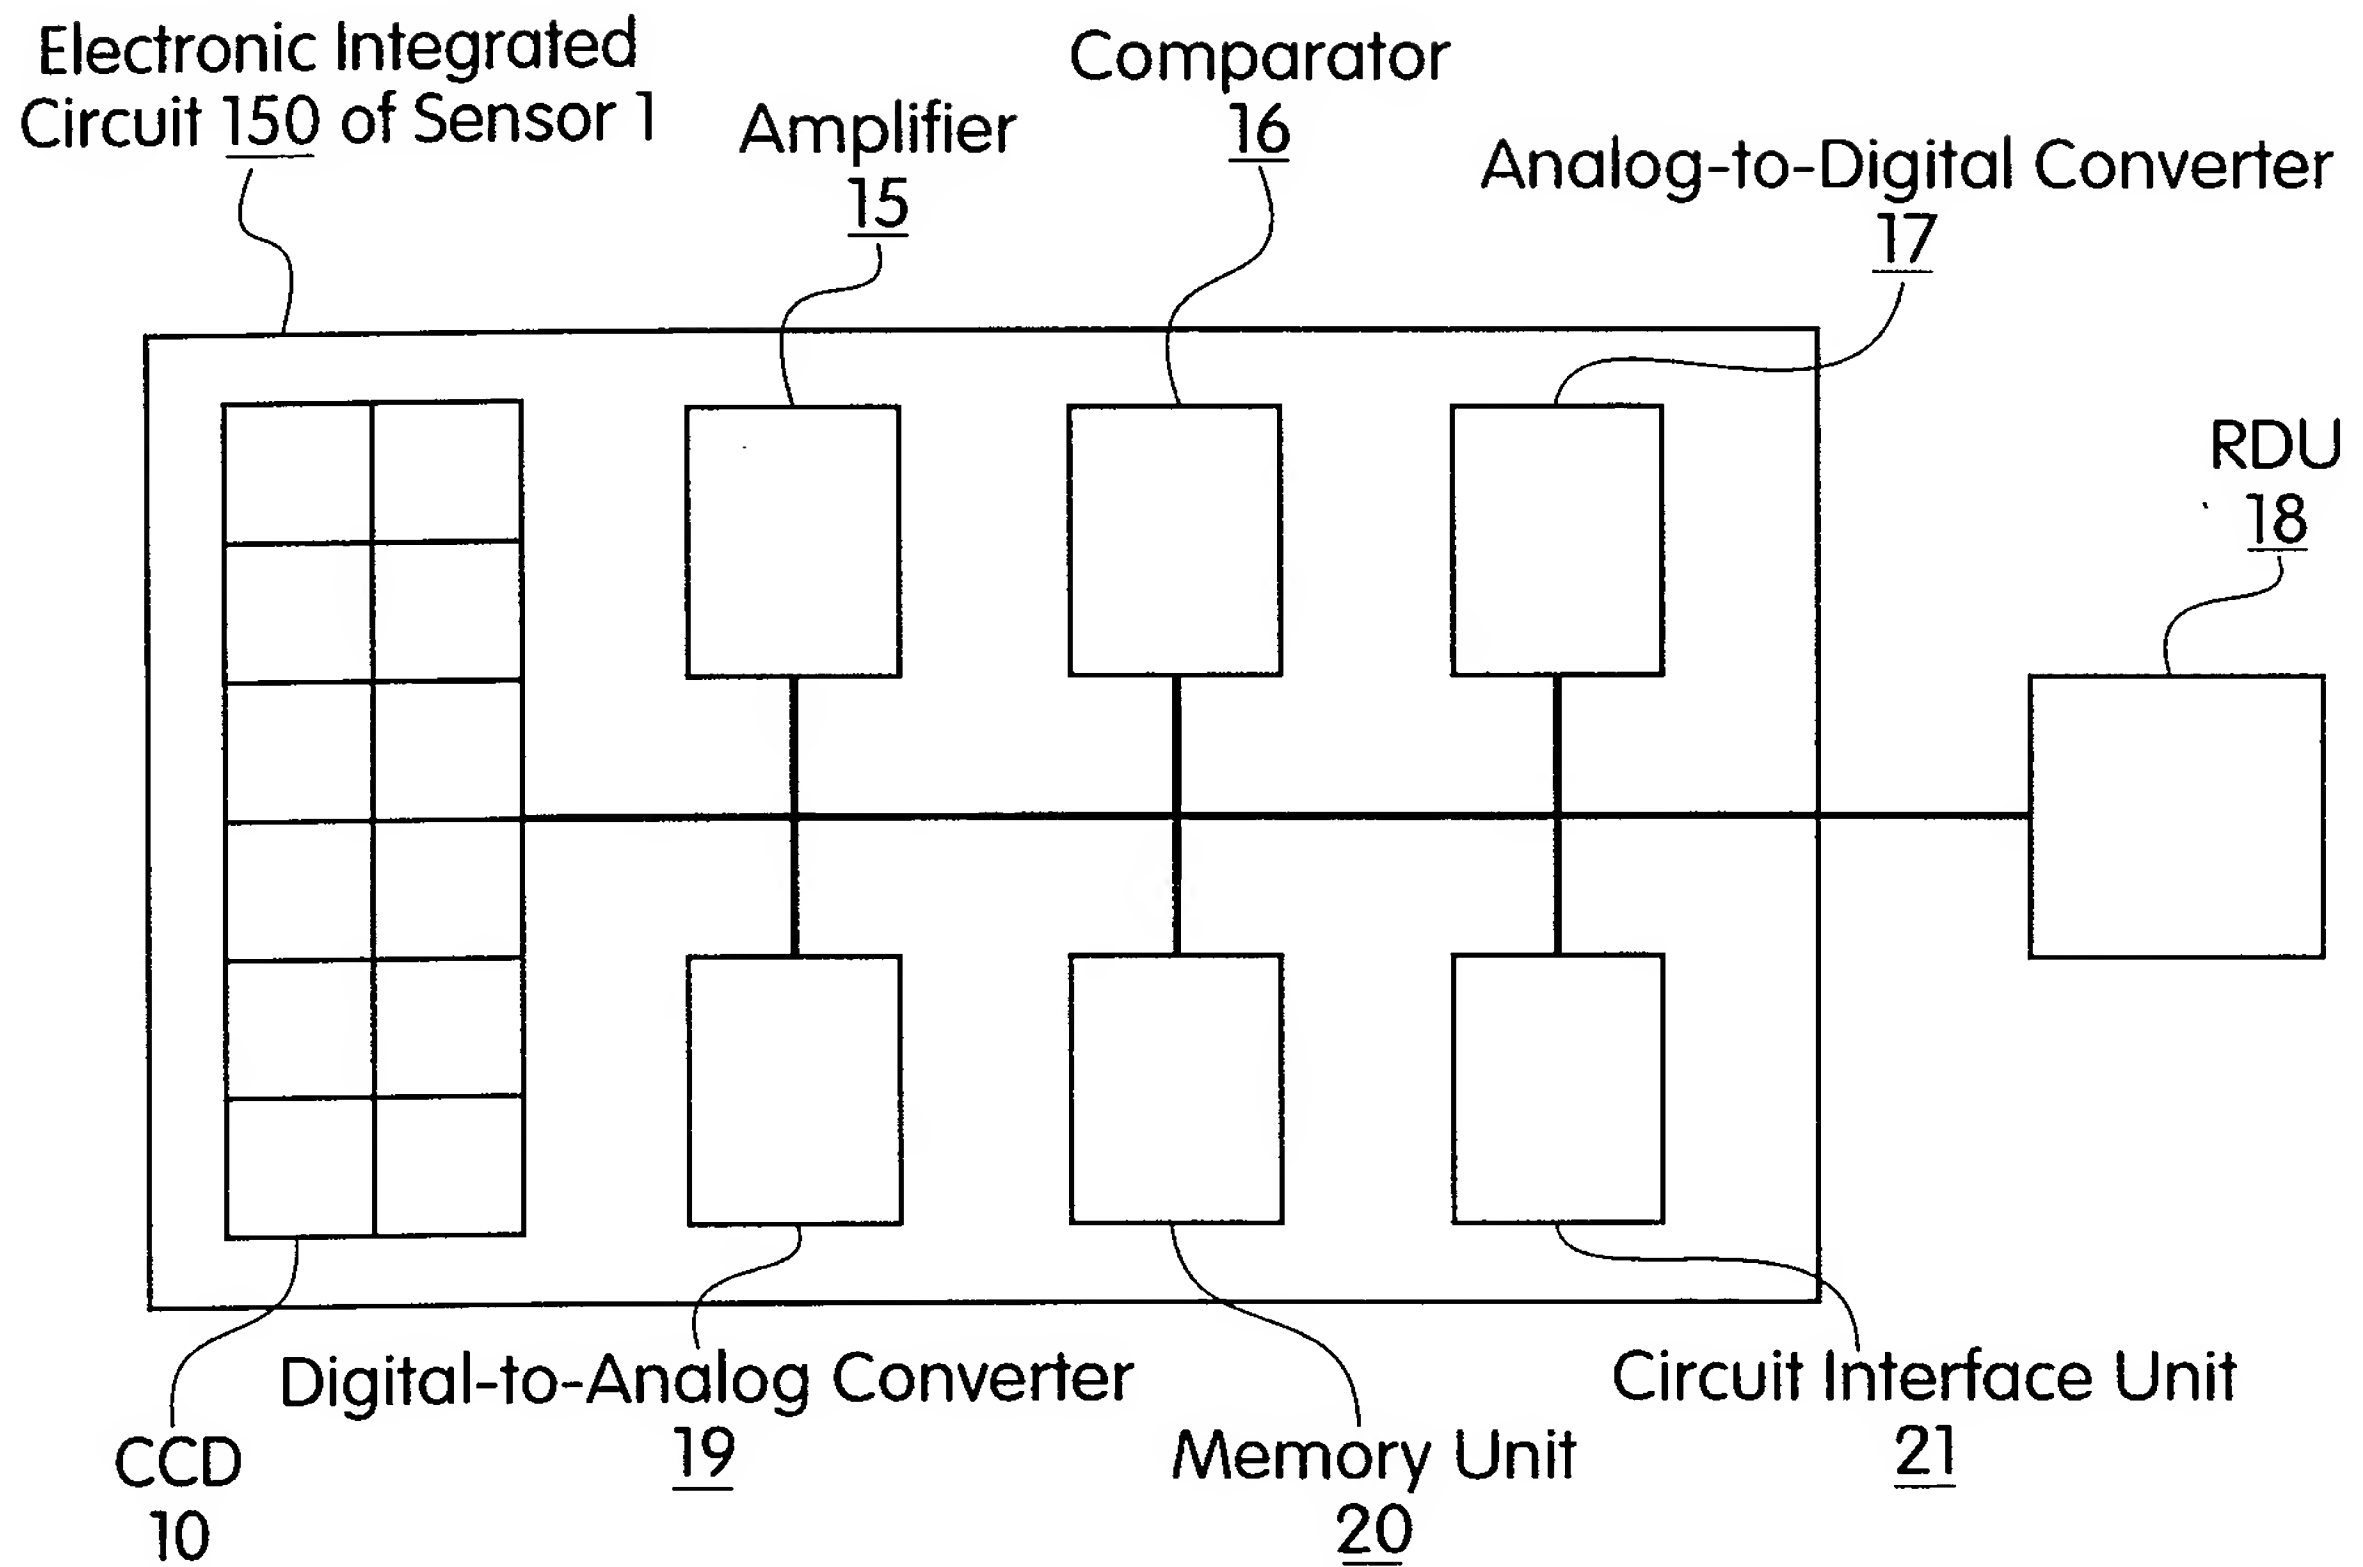 Electronic Integrated
Circuit 150 of Sensor 1
Comparator
16
Amplifier
15
Analog-to-Digital Converter
17
RDU
18
Digital-to-Analog Converter
19
Circuit Interface Unit
21
CCD
10
Memory Unit
20